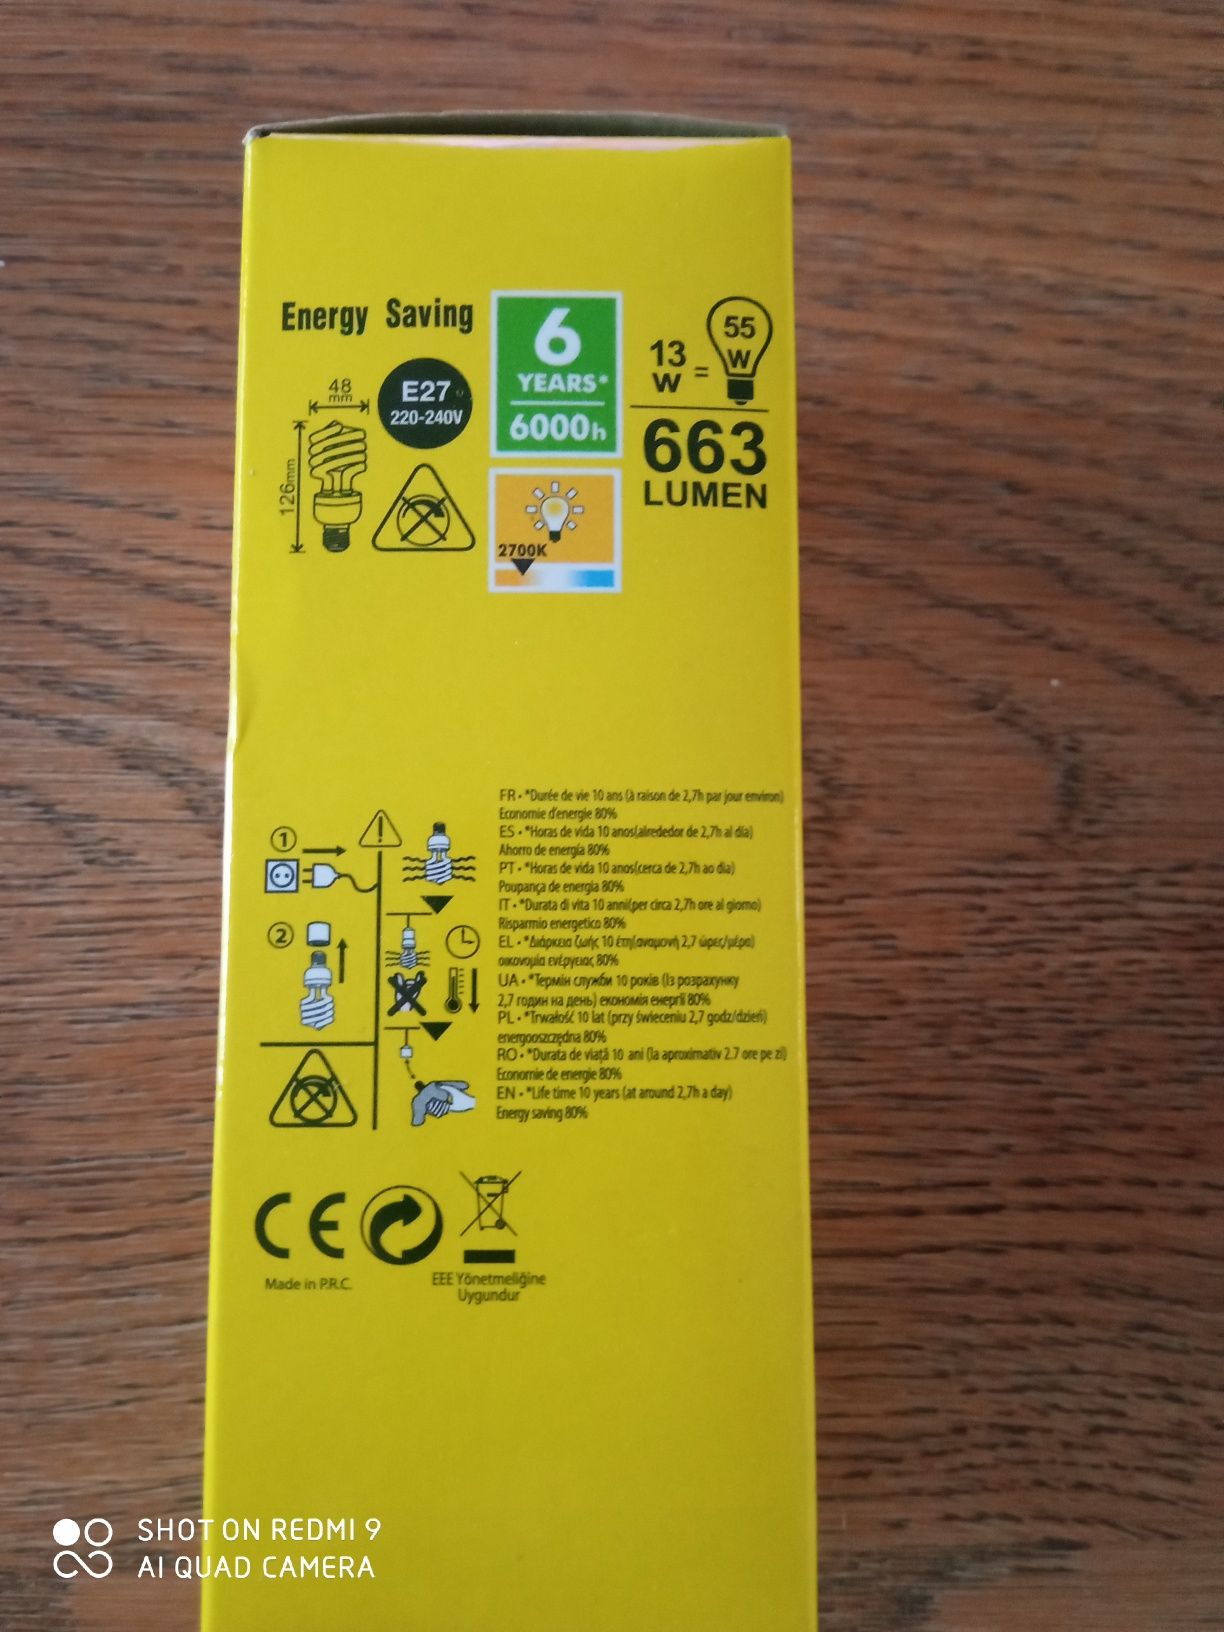 Energy Saving
48
mm
126mm
E27
220-240V
6
YEARS*
6000h
2700K
13
W
=
55
W
663
LUMEN
1
2
FR • *Durée de vie 10 ans (à raison de 2,7h par jour environ)
Economie d'energie 80%
ES • *Horas de vida 10 anos(alrededor de 2,7h al día)
Ahorro de energía 80%
PT • *Horas de vida 10 anos(cerca de 2,7h ao dia)
Poupança de energia 80%
IT • *Durata di vita 10 anni(per circa 2,7h ore al giorno)
Risparmio energetico 80%
EL • *Διάρκεια ζωής 10 έτη(αναμονή 2,7 ώρες/μέρα)
οικονομία ενέργειας 80%
UA • *Термін служби 10 років (Із розрахунку
2,7 годин на день) економія енергії 80%
PL • *Trwałość 10 lat (przy świeceniu 2,7 godz/dzień)
energooszczędna 80%
RO • *Durata de viață 10 ani (la aproximativ 2.7 ore pe zi)
Economie de energie 80%
EN • *Life time 10 years (at around 2,7h a day)
Energy saving 80%
CE
Made in P.R.C.
EEE Yönetmeliğine
Uygundur
SHOT ON REDMI 9
AI QUAD CAMERA